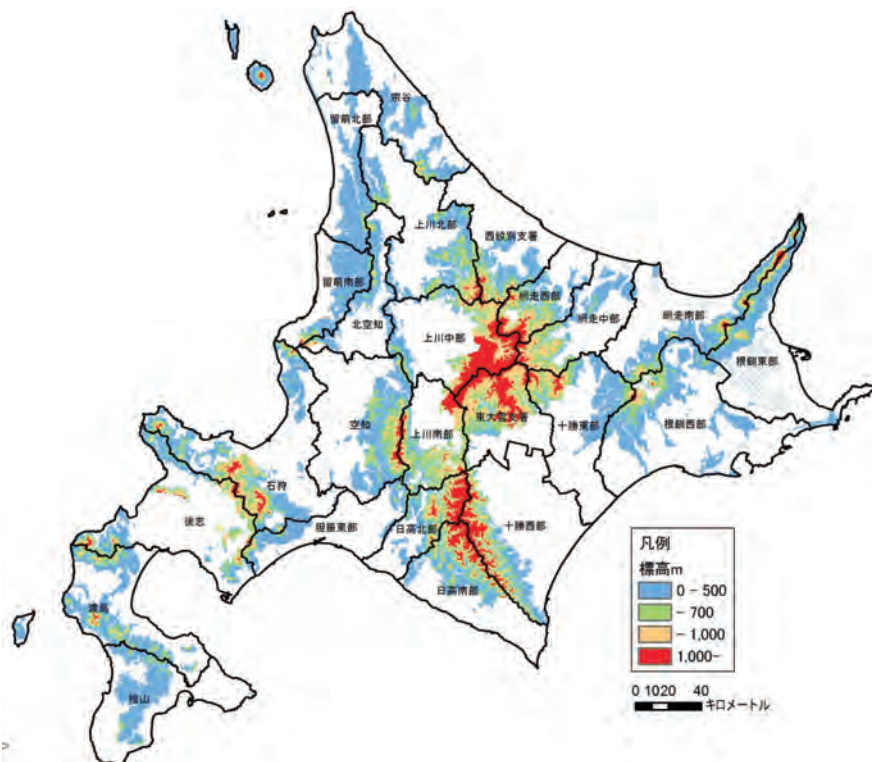 宗谷
留萌北部
上川北部
西紋別支署
留萌南部
網走西部
網走中部
網走南部
北空知
上川中部
根釧東部
東大雪支署
空知
上川南部
十勝東部
根釧西部
石狩
後志
胆振東部
日高北部
十勝西部
日高南部
渡島
檜山
凡例
標高m
0 - 500
- 700
- 1,000
1,000-
0 1020 40
キロメートル